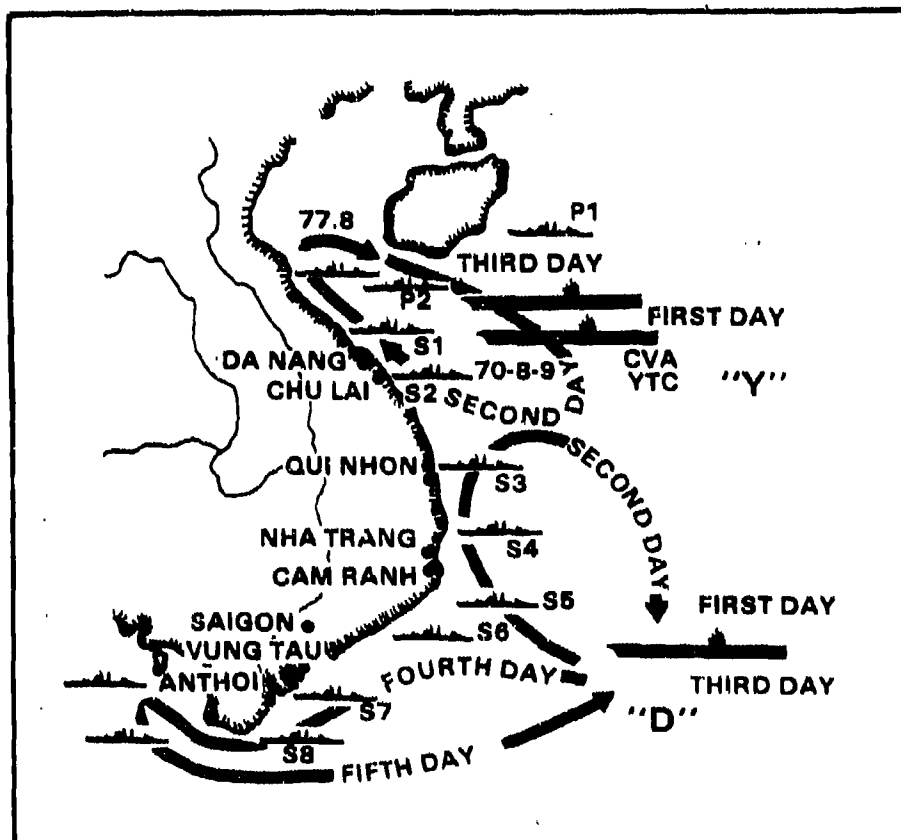 P1
77.8
THIRD DAY
P2
FIRST DAY
S1
CVA
YTC
"Y"
DA NANG
CHU LAI
S2
70-8-9
SECOND DAY
SECOND DAY
QUI NHON
S3
NHA TRANG
S4
CAM RANH
S5
FIRST DAY
S6
SAIGON
VUNG TAU
FOURTH DAY
THIRD DAY
ANTHOI
S7
"D"
S8
FIFTH DAY